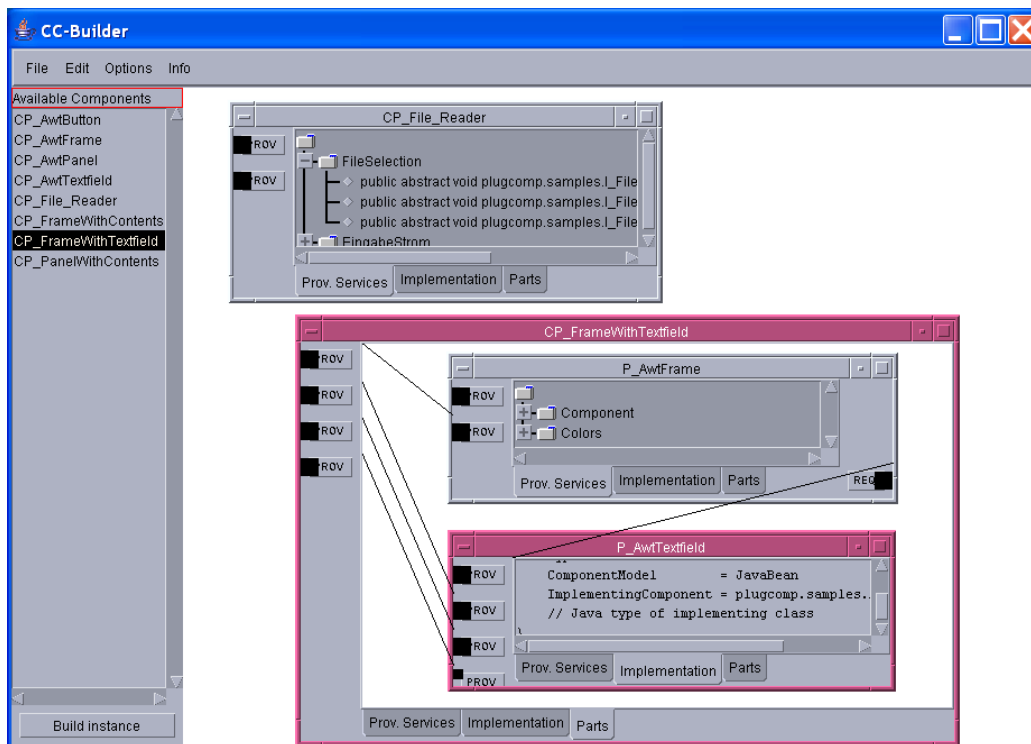 CC-Builder
File Edit Options Info
Available Components
CP_AwtButton
CP_AwtFrame
CP_AwtPanel
CP_AwtTextfield
CP_File_Reader
CP_FrameWithContents
CP_FrameWithTextfield
CP_PanelWithContents
Build instance
CP_File_Reader
ROV
ROV
FileSelection
public abstract void plugcomp.samples.I_File
public abstract void plugcomp.samples.I_File
public abstract void plugcomp.samples.I_File
EingabeStrom
Prov. Services Implementation Parts
CP_FrameWithTextfield
ROV
ROV
ROV
ROV
P_AwtFrame
ROV
ROV
Component
Colors
REQ
Prov. Services Implementation Parts
P_AwtTextfield
ROV
ROV
ROV
PROV
ComponentModel = JavaBean
ImplementingComponent = plugcomp.samples.
// Java type of implementing class
Prov. Services Implementation Parts
Prov. Services Implementation Parts